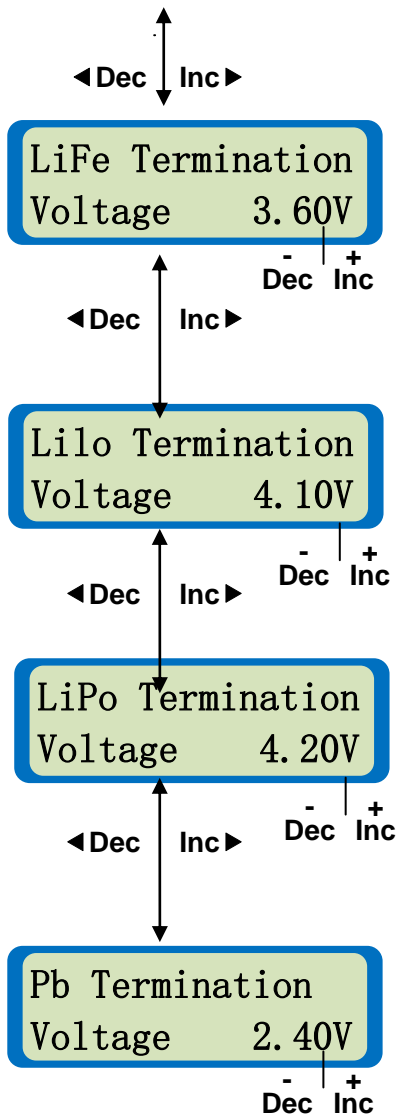 ◀Dec Inc▶
LiFe Termination
Voltage 3.60V
- +
Dec Inc
◀Dec Inc▶
Lilo Termination
Voltage 4.10V
- +
Dec Inc
◀Dec Inc▶
LiPo Termination
Voltage 4.20V
- +
Dec Inc
◀Dec Inc▶
Pb Termination
Voltage 2.40V
- +
Dec Inc